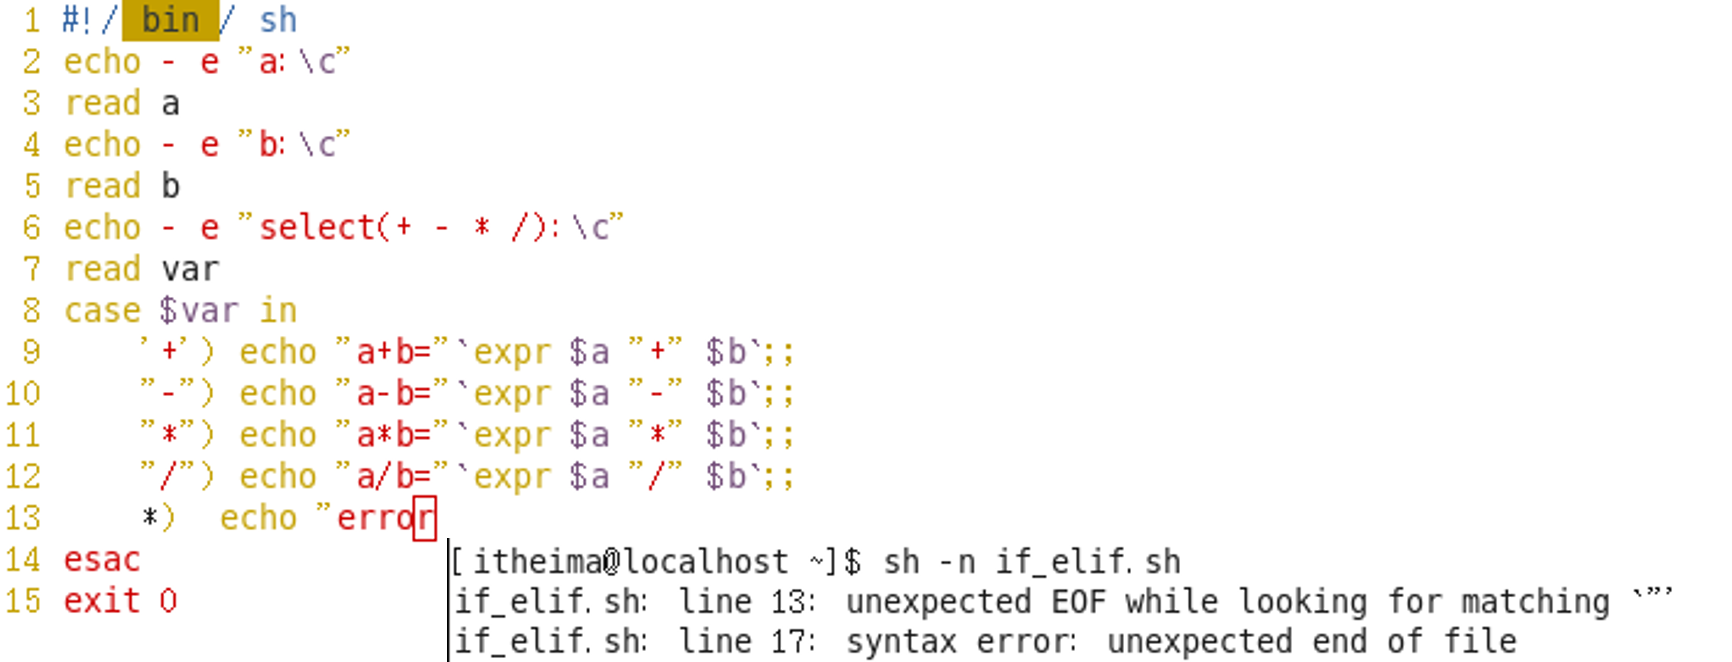 1 #!/ bin / sh
2 echo - e "a: \c"
3 read a
4 echo - e "b: \c"
5 read b
6 echo - e "select(+ - * /): \c"
7 read var
8 case $var in
9 '+') echo "a+b="`expr $a "+" $b`;;
10 "-") echo "a-b="`expr $a "-" $b`;;
11 "*") echo "a*b="`expr $a "*" $b`;;
12 "/") echo "a/b="`expr $a "/" $b`;;
13 *) echo "error
14 esac
15 exit 0
[itheima@localhost ~]$ sh -n if_elif.sh
if_elif.sh: line 13: unexpected EOF while looking for matching `"'
if_elif.sh: line 17: syntax error: unexpected end of file